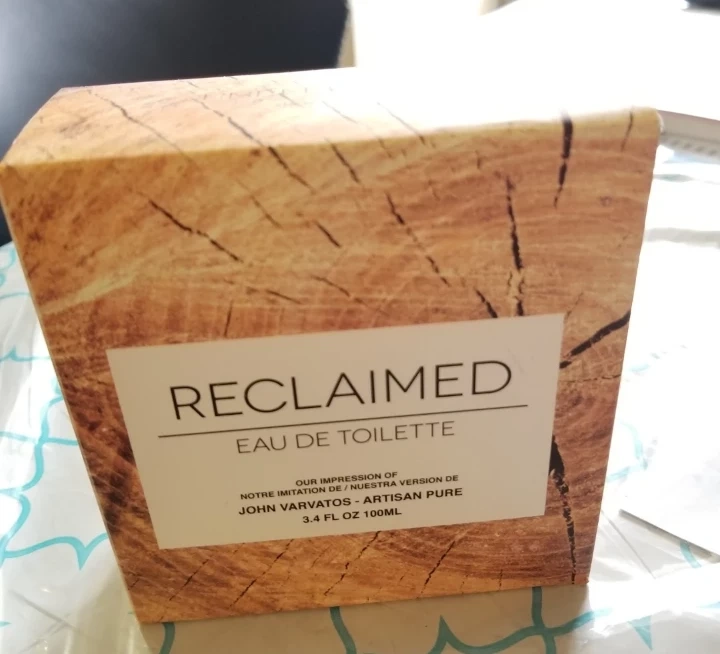 RECLAIMED
EAU DE TOILETTE
OUR IMPRESSION OF
NOTRE IMITATION DE / NUESTRA VERSION DE
JOHN VARVATOS - ARTISAN PURE
3.4 FL OZ 100ML